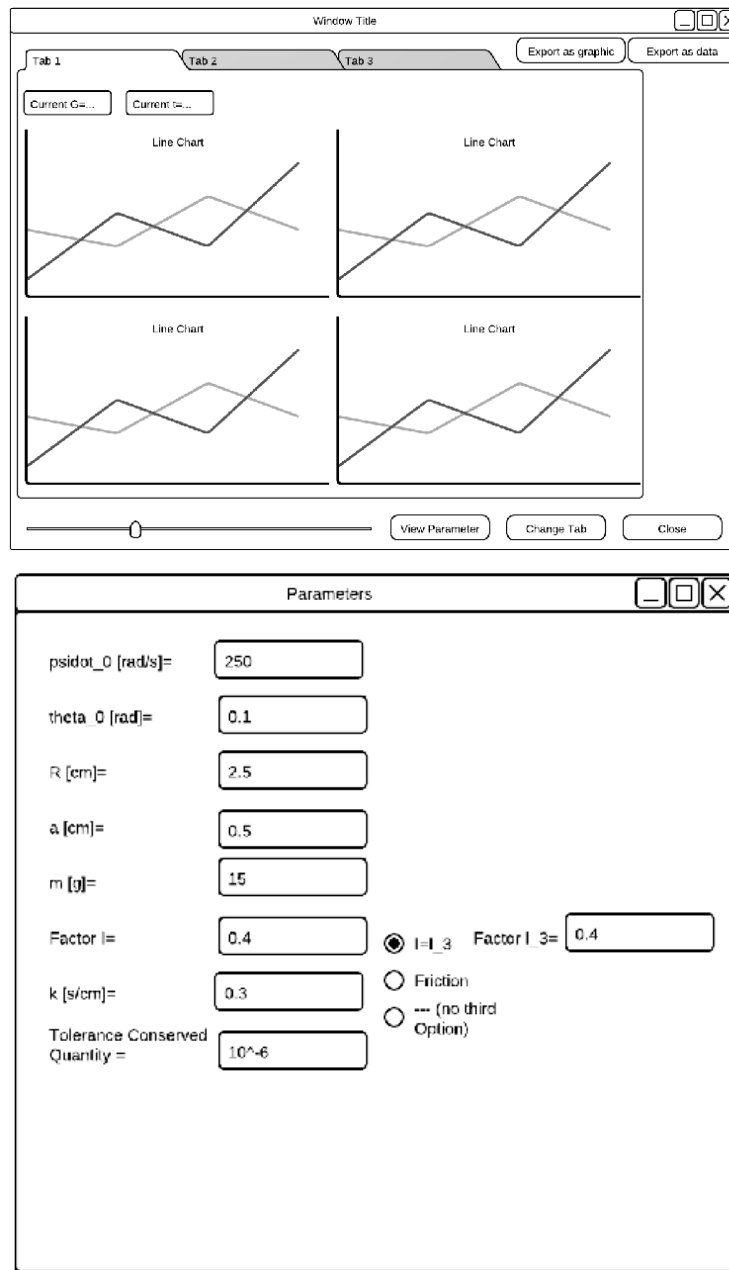 Window Title
Export as graphic
Export as data
Tab 1
Tab 2
Tab 3
Current G=...
Current t=...
Line Chart
Line Chart
Line Chart
Line Chart
View Parameter
Change Tab
Close
Parameters
psidot_0 [rad/s]=
250
theta_0 [rad]=
0.1
R [cm]=
2.5
a [cm]=
0.5
m [g]=
15
Factor I=
0.4
I=I_3
Factor I_3=
0.4
k [s/cm]=
0.3
Friction
--- (no third
Option)
Tolerance Conserved
Quantity =
10^-6